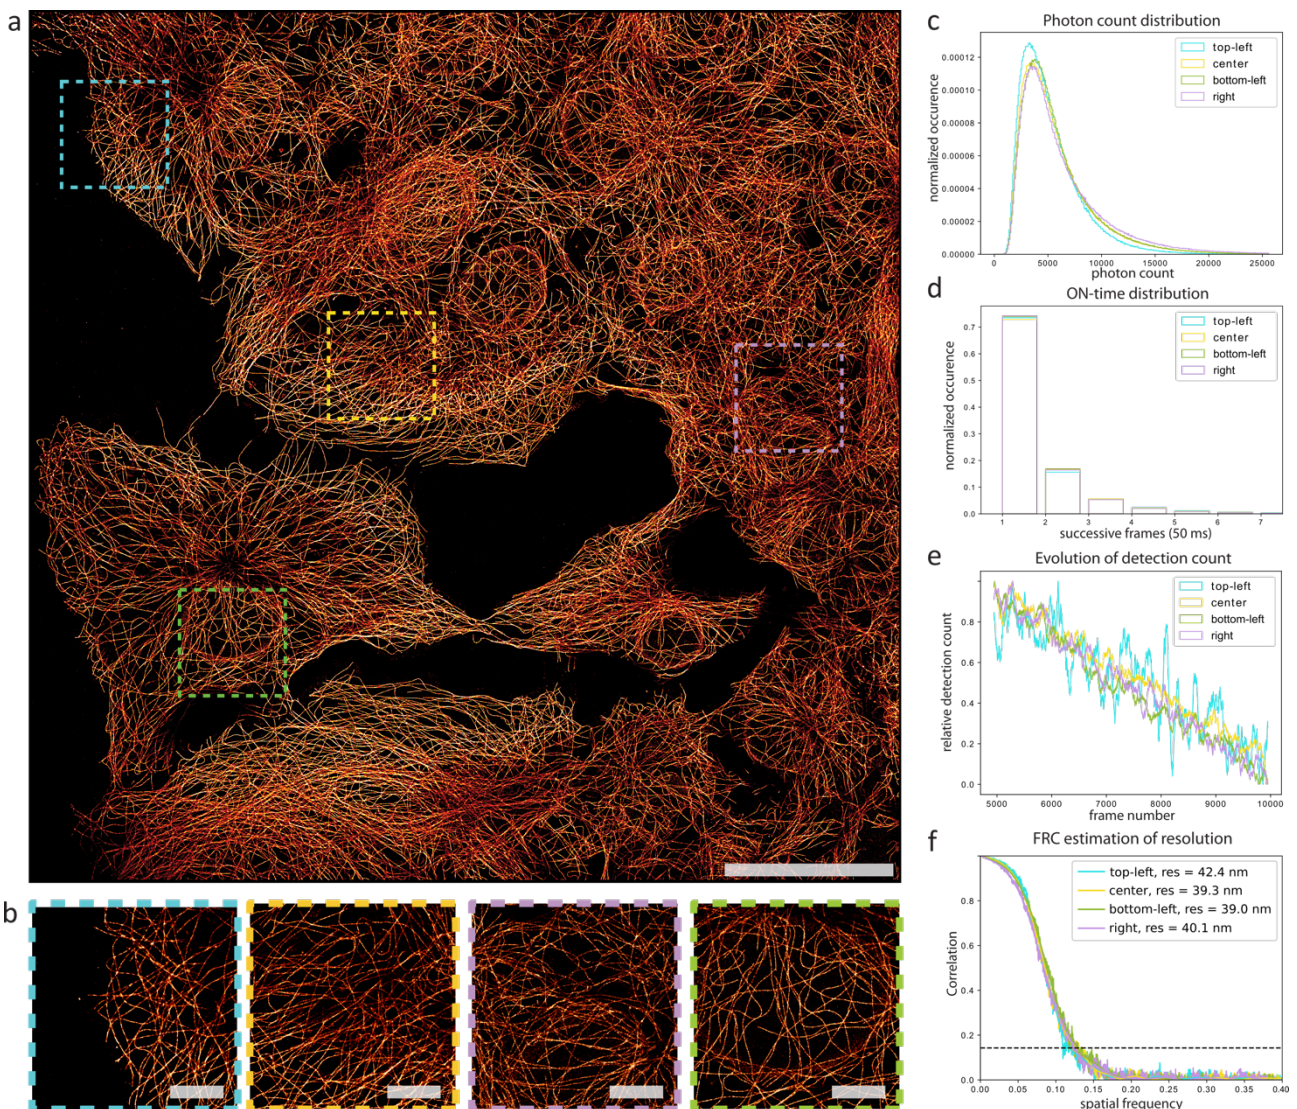 a
b
c
Photon count distribution
top-left
center
bottom-left
right
0.00012
0.00010
0.00008
0.00006
0.00004
0.00002
0.00000
normalized occurence
0
5000
10000
15000
20000
25000
photon count
d
ON-time distribution
top-left
center
bottom-left
right
0.7
0.6
0.5
0.4
0.3
0.2
0.1
0.0
normalized occurence
1
2
3
4
5
6
7
successive frames (50 ms)
e
Evolution of detection count
top-left
center
bottom-left
right
0.8
0.6
0.4
0.2
0.0
relative detection count
5000
6000
7000
8000
9000
10000
frame number
f
FRC estimation of resolution
top-left, res = 42.4 nm
center, res = 39.3 nm
bottom-left, res = 39.0 nm
right, res = 40.1 nm
0.8
0.6
0.4
0.2
0.0
Correlation
0.00
0.05
0.10
0.15
0.20
0.25
0.30
0.35
0.40
spatial frequency